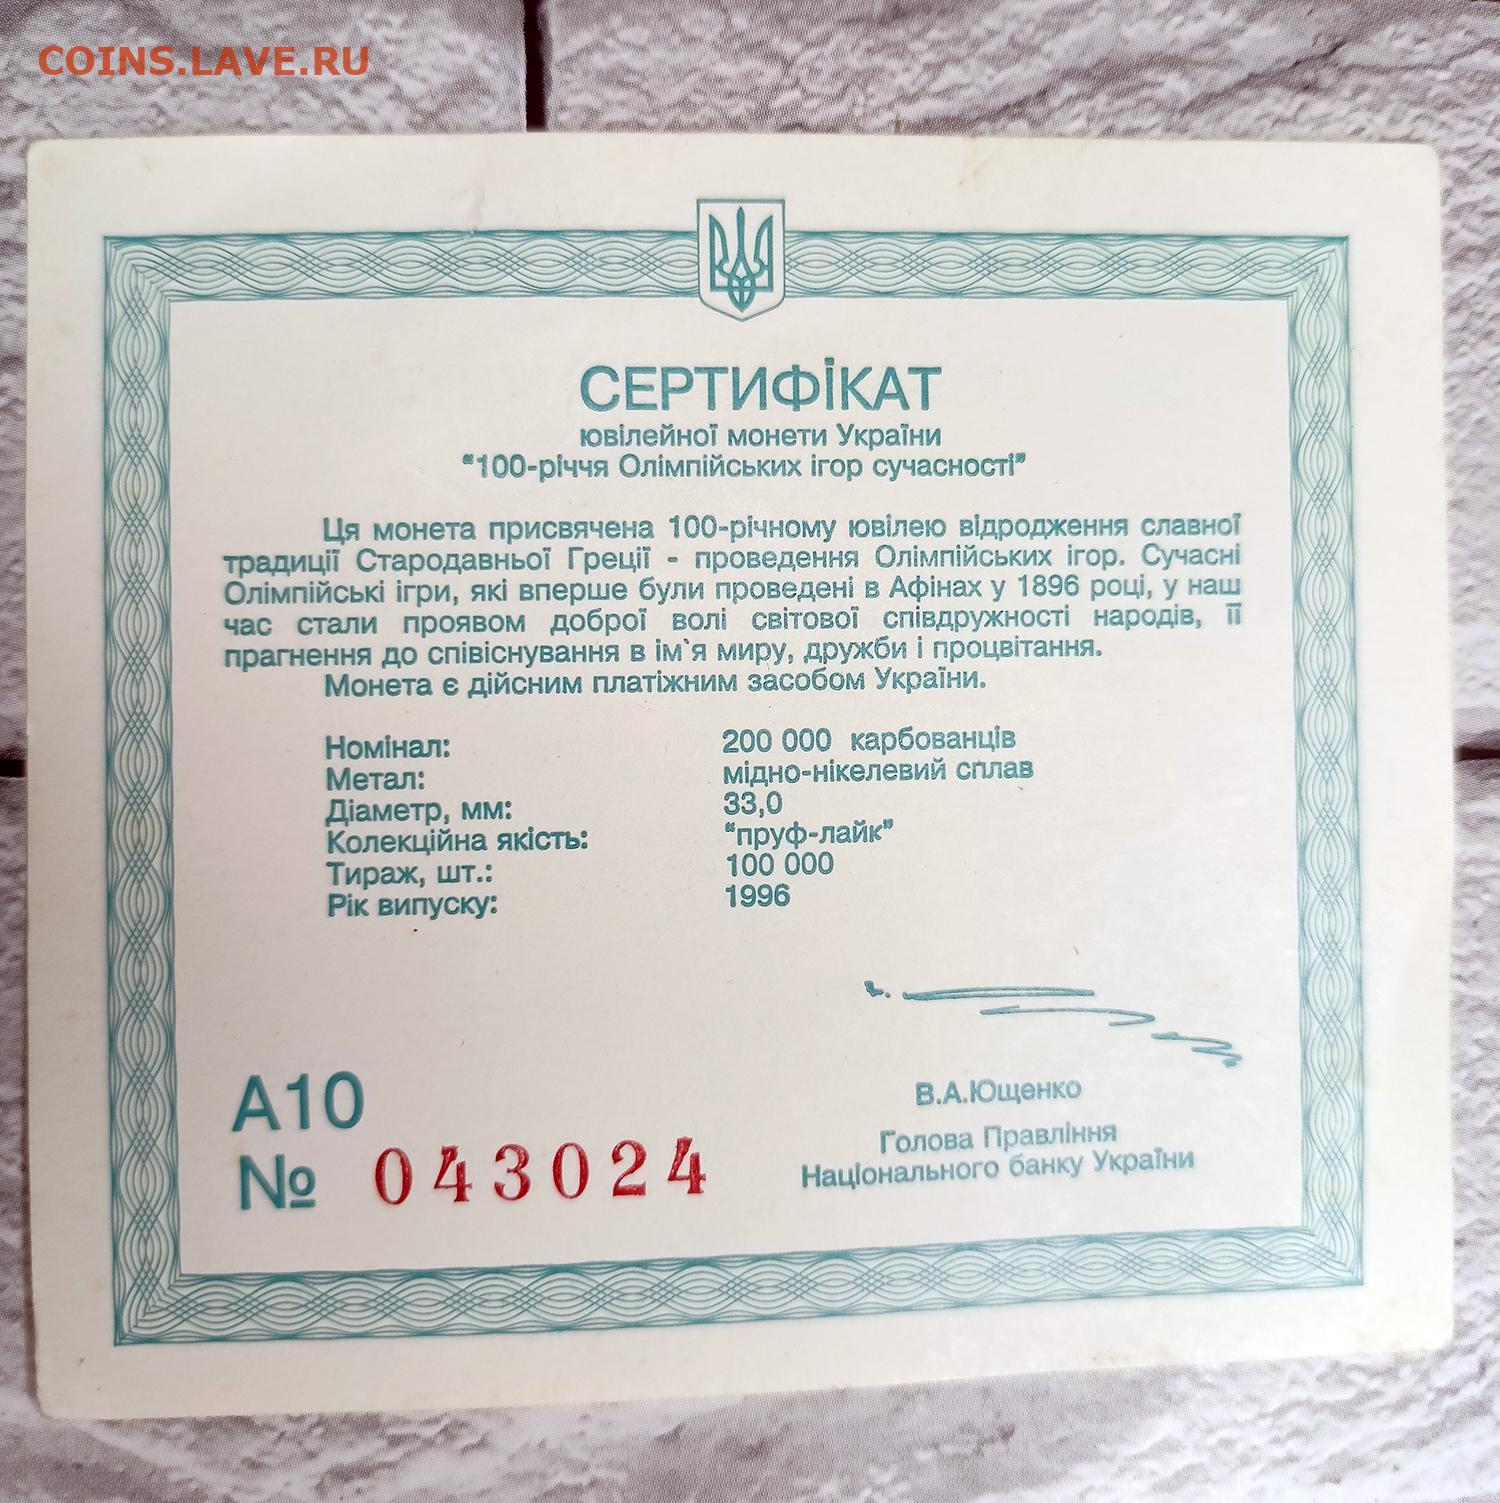 COINS.LAVE.RU
СЕРТИФІКАТ
ювілейної монети України
"100-річчя Олімпійських ігор сучасності"
Ця монета присвячена 100-річному ювілею відродження славної
традиції Стародавньої Греції - проведення Олімпійських ігор. Сучасні
Олімпійські ігри, які вперше були проведені в Афінах у 1896 році, у наш
час стали проявом доброї волі світової співдружності народів, її
прагнення до співіснування в ім`я миру, дружби і процвітання.
Монета є дійсним платіжним засобом України.
Номінал: 200 000 карбованців
Метал: мідно-нікелевий сплав
Діаметр, мм: 33,0
Колекційна якість: "пруф-лайк"
Тираж, шт.: 100 000
Рік випуску: 1996
В.А.Ющенко
Голова Правління
Національного банку України
А10
№ 043024